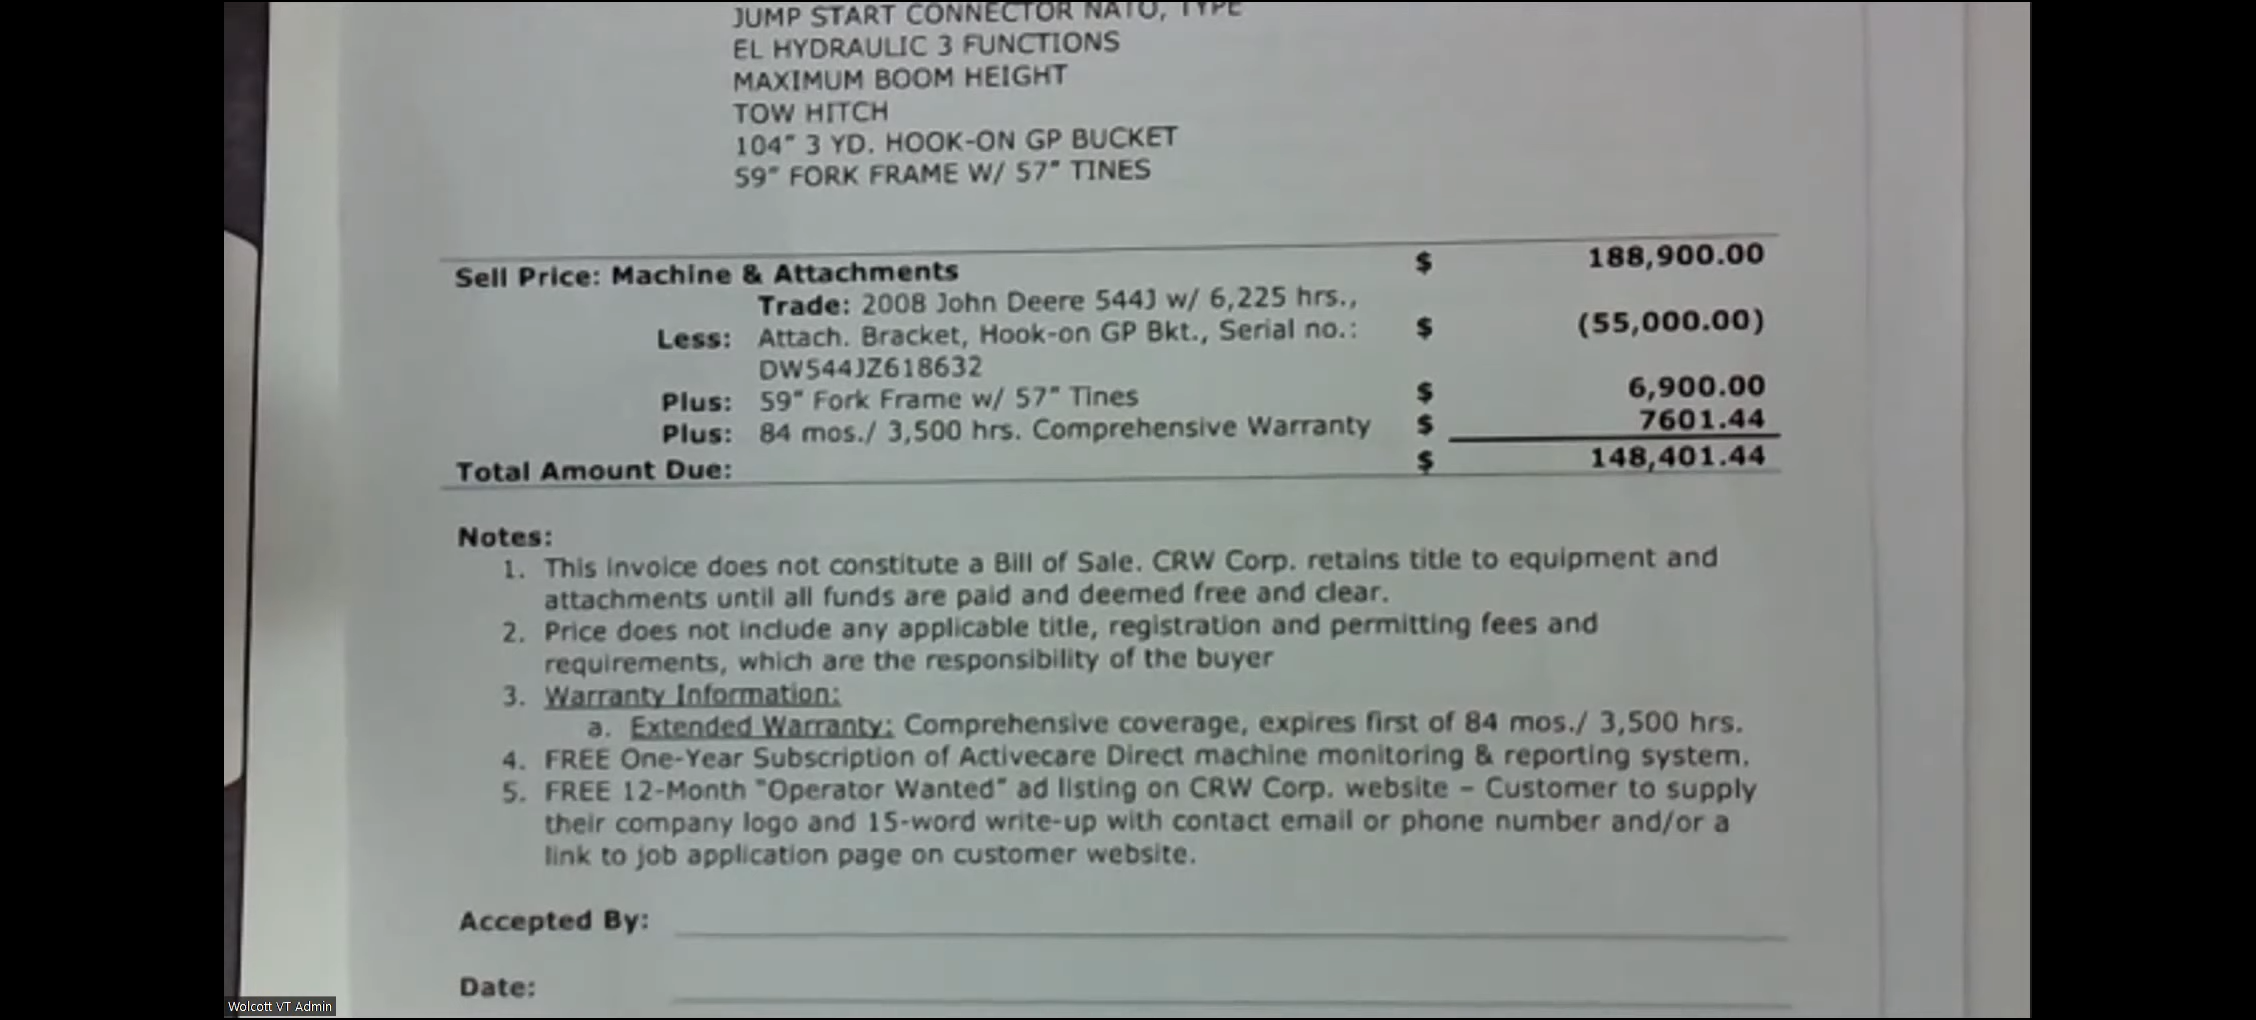 JUMP START CONNECTOR NATO, TYPE
EL HYDRAULIC 3 FUNCTIONS
MAXIMUM BOOM HEIGHT
TOW HITCH
104" 3 YD. HOOK-ON GP BUCKET
59" FORK FRAME W/ 57" TINES
Sell Price: Machine & Attachments $ 188,900.00
Trade: 2008 John Deere 544J w/ 6,225 hrs.,
Less: Attach. Bracket, Hook-on GP Bkt., Serial no.: $ (55,000.00)
DW544JZ618632
Plus: 59" Fork Frame w/ 57" Tines $ 6,900.00
Plus: 84 mos./ 3,500 hrs. Comprehensive Warranty $ 7601.44
Total Amount Due: $ 148,401.44
Notes:
1. This invoice does not constitute a Bill of Sale. CRW Corp. retains title to equipment and
attachments until all funds are paid and deemed free and clear.
2. Price does not include any applicable title, registration and permitting fees and
requirements, which are the responsibility of the buyer
3. Warranty Information:
a. Extended Warranty: Comprehensive coverage, expires first of 84 mos./ 3,500 hrs.
4. FREE One-Year Subscription of Activecare Direct machine monitoring & reporting system.
5. FREE 12-Month "Operator Wanted" ad listing on CRW Corp. website – Customer to supply
their company logo and 15-word write-up with contact email or phone number and/or a
link to job application page on customer website.
Accepted By:
Date:
Wolcott VT Admin